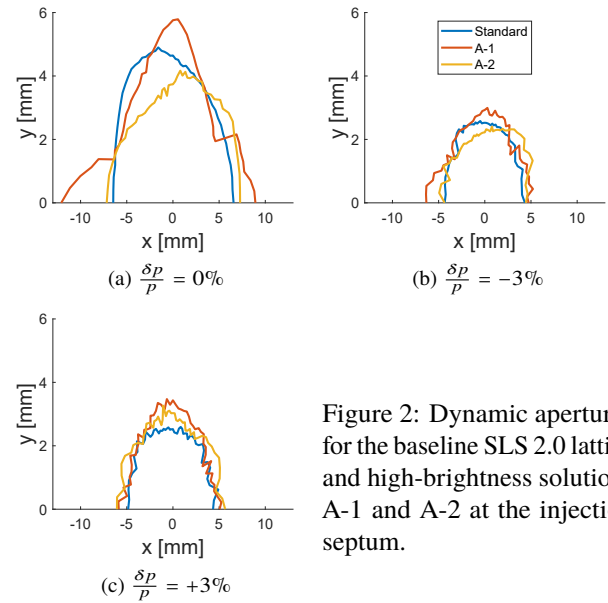 6
4
2
0
y [mm]
-10 -5 0 5 10
x [mm]
(a) δp/p = 0%
6
4
2
0
y [mm]
Standard
A-1
A-2
-10 -5 0 5 10
x [mm]
(b) δp/p = −3%
6
4
2
0
y [mm]
-10 -5 0 5 10
x [mm]
(c) δp/p = +3%
Figure 2: Dynamic apertur
for the baseline SLS 2.0 latti
and high-brightness solution
A-1 and A-2 at the injectio
septum.